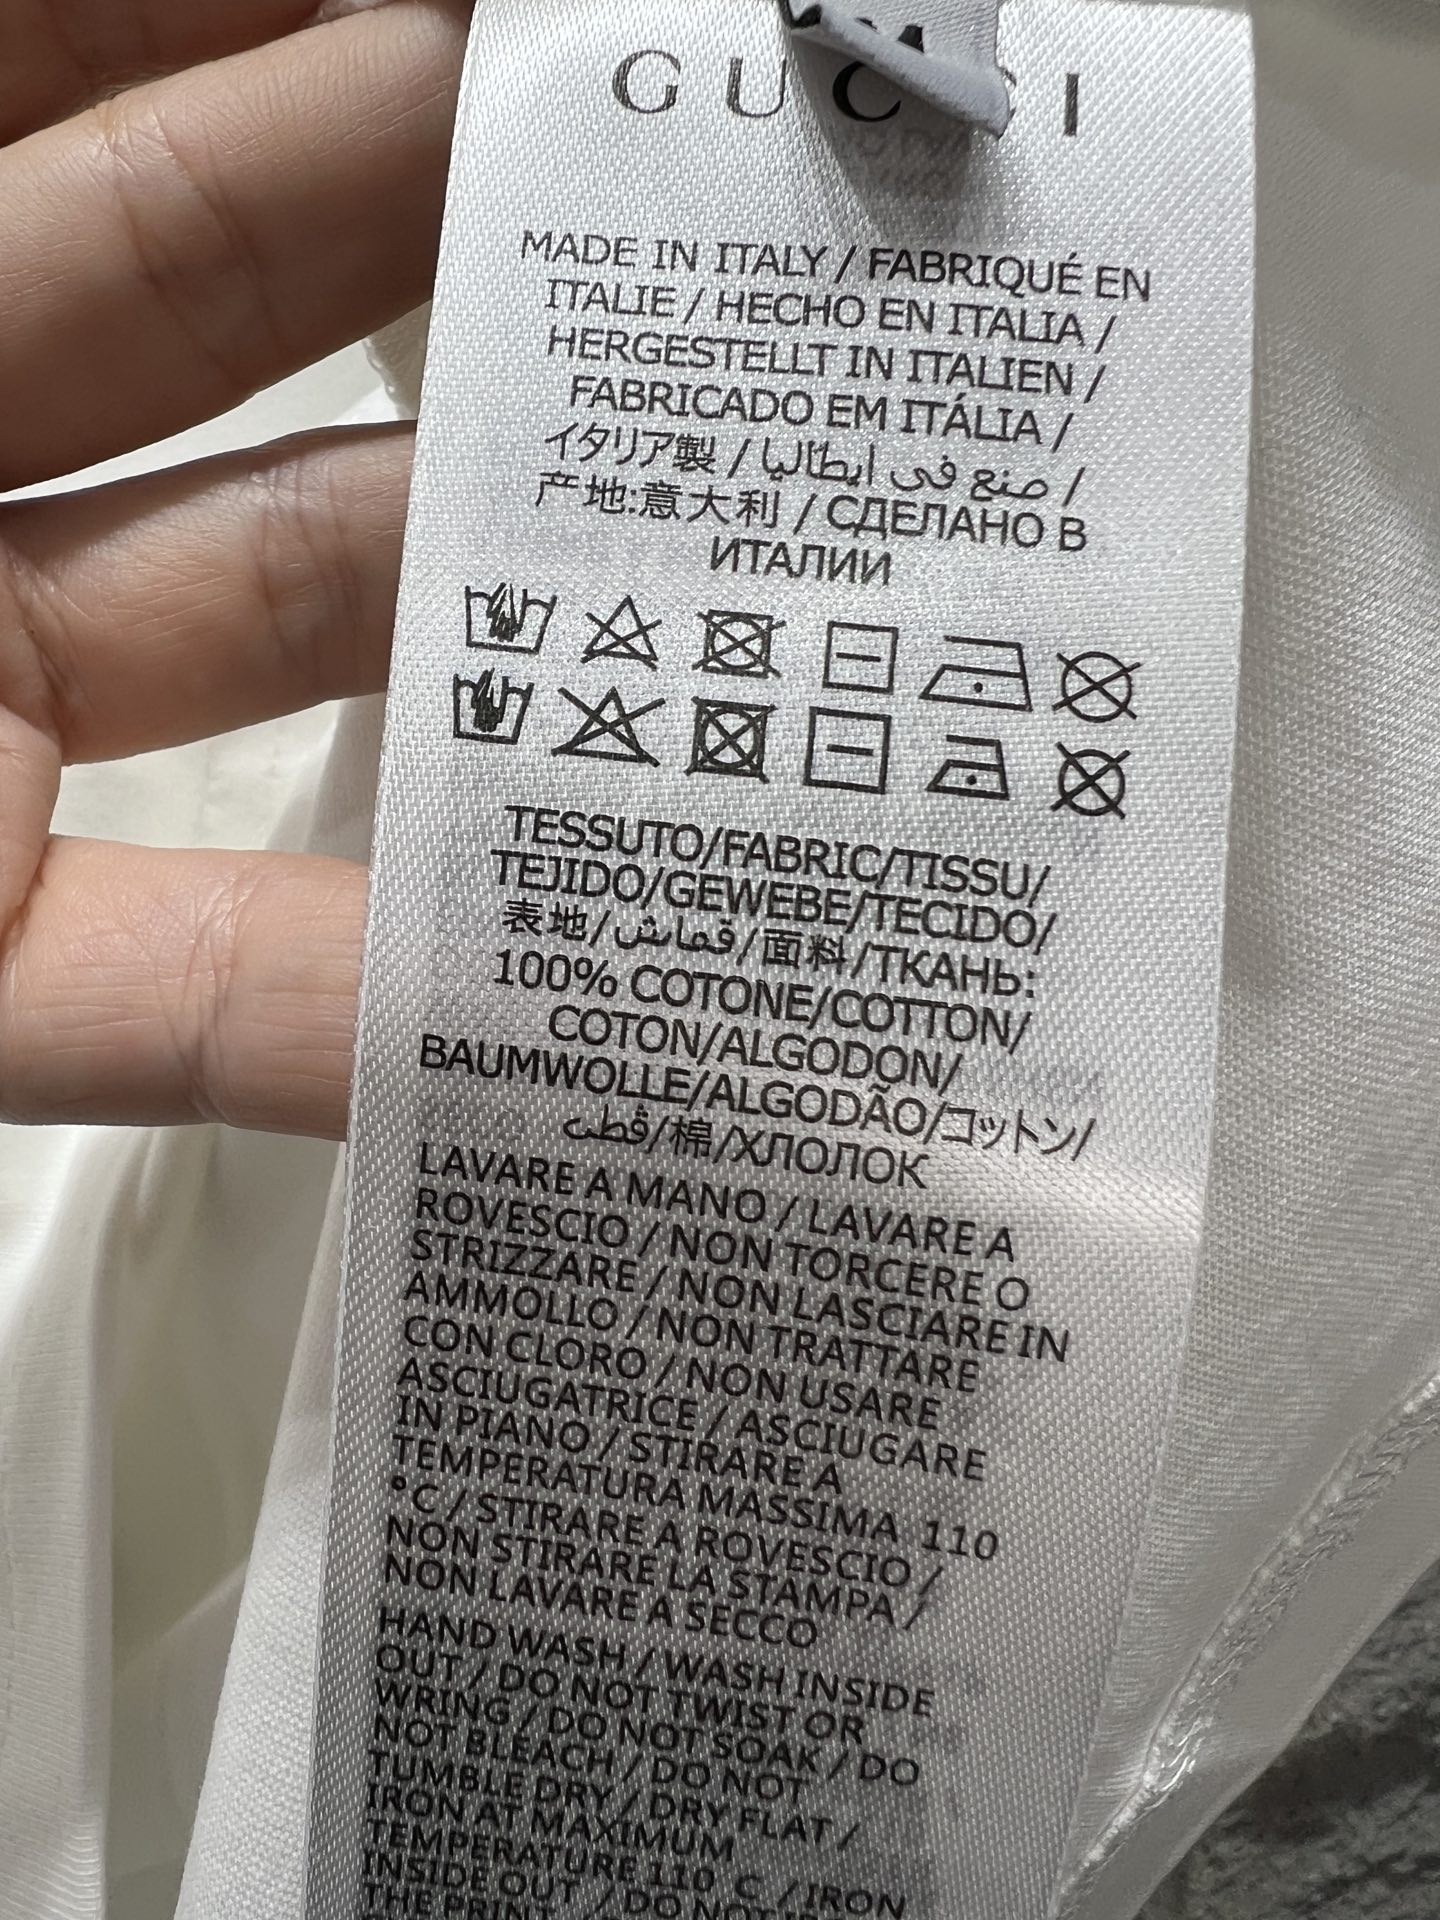 GUCCI
MADE IN ITALY / FABRIQUÉ EN
ITALIE / HECHO EN ITALIA /
HERGESTELLT IN ITALIEN /
FABRICADO EM ITÁLIA /
イタリア製 / صنع في ايطاليا /
产地:意大利 / СДЕЛАНО В
ИТАЛИИ
TESSUTO/FABRIC/TISSU/
TEJIDO/GEWEBE/TECIDO/
表地/قماش/面料/ТКАНЬ:
100% COTONE/COTTON/
COTON/ALGODON/
BAUMWOLLE/ALGODÃO/コットン/
قطن/棉/ХЛОПОК
LAVARE A MANO / LAVARE A
ROVESCIO / NON TORCERE O
STRIZZARE / NON LASCIARE IN
AMMOLLO / NON TRATTARE
CON CLORO / NON USARE
ASCIUGATRICE / ASCIUGARE
IN PIANO / STIRARE A
TEMPERATURA MASSIMA 110
°C / STIRARE A ROVESCIO /
NON STIRARE LA STAMPA /
NON LAVARE A SECCO
HAND WASH / WASH INSIDE
OUT / DO NOT TWIST OR
WRING / DO NOT SOAK / DO
NOT BLEACH / DO NOT
TUMBLE DRY / DRY FLAT /
IRON AT MAXIMUM
TEMPERATURE 110 C / IRON
INSIDE OUT / DO NOT IRON
THE PRINT